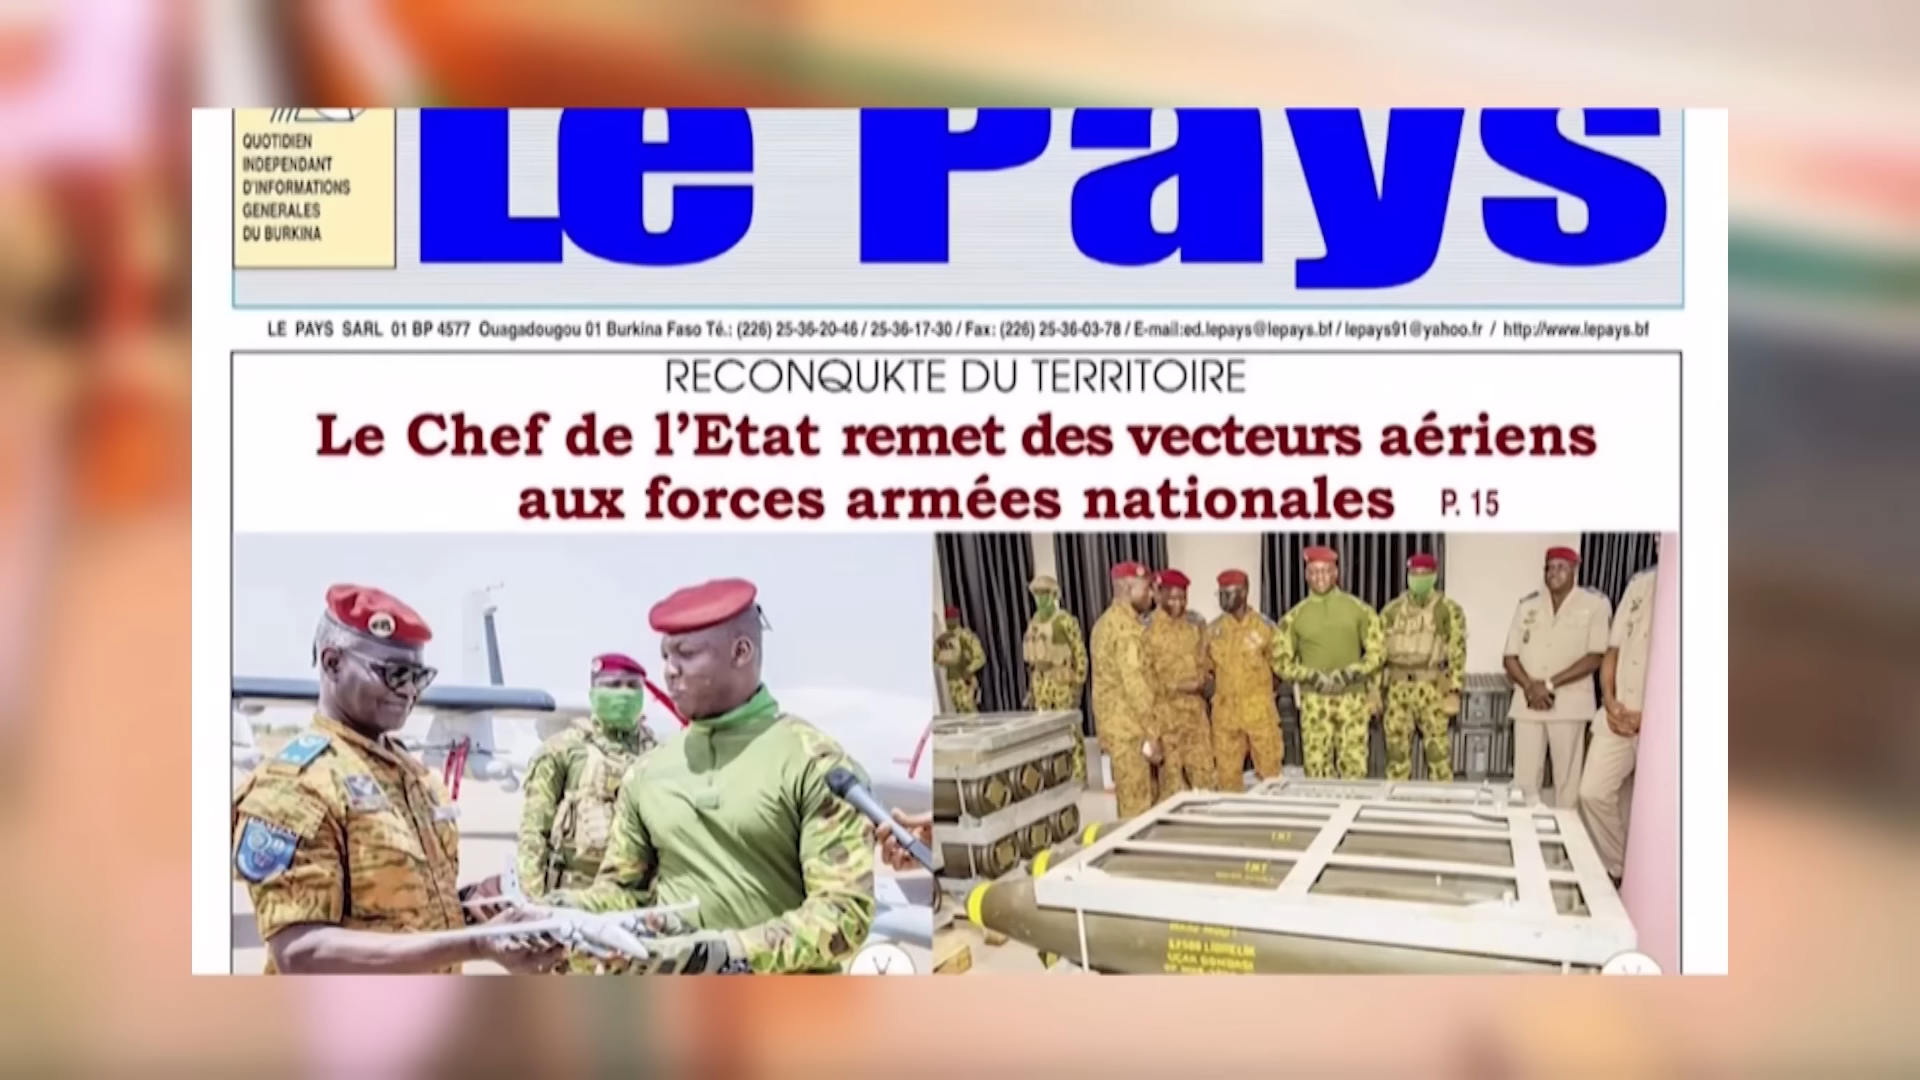 Le Pays
QUOTIDIEN
INDEPENDANT
D'INFORMATIONS
GENERALES
DU BURKINA
LE PAYS SARL 01 BP 4577 Ouagadougou 01 Burkina Faso Té.: (226) 25-36-20-46 / 25-36-17-30 / Fax: (226) 25-36-03-78 / E-mail:ed.lepays@lepays.bf / lepays91@yahoo.fr / http://www.lepays.bf
RECONQUKTE DU TERRITOIRE
Le Chef de l'Etat remet des vecteurs aériens
aux forces armées nationales P. 15